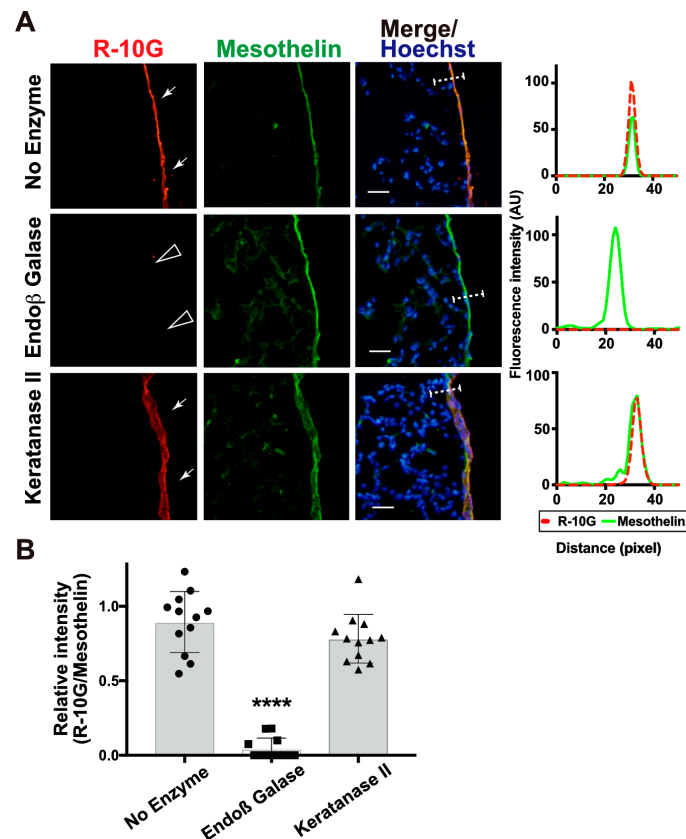 A
R-10G
Mesothelin
Merge/
Hoechst
No Enzyme
Endoβ Galase
Keratanase II
Fluorescence intensity (AU)
100
50
0
0 20 40
100
50
0
0 20 40
100
50
0
0 20 40
R-10G Mesothelin
Distance (pixel)
B
Relative intensity
(R-10G/Mesothelin)
1.0
0.5
0.0
****
No Enzyme
Endoß Galase
Keratanase II